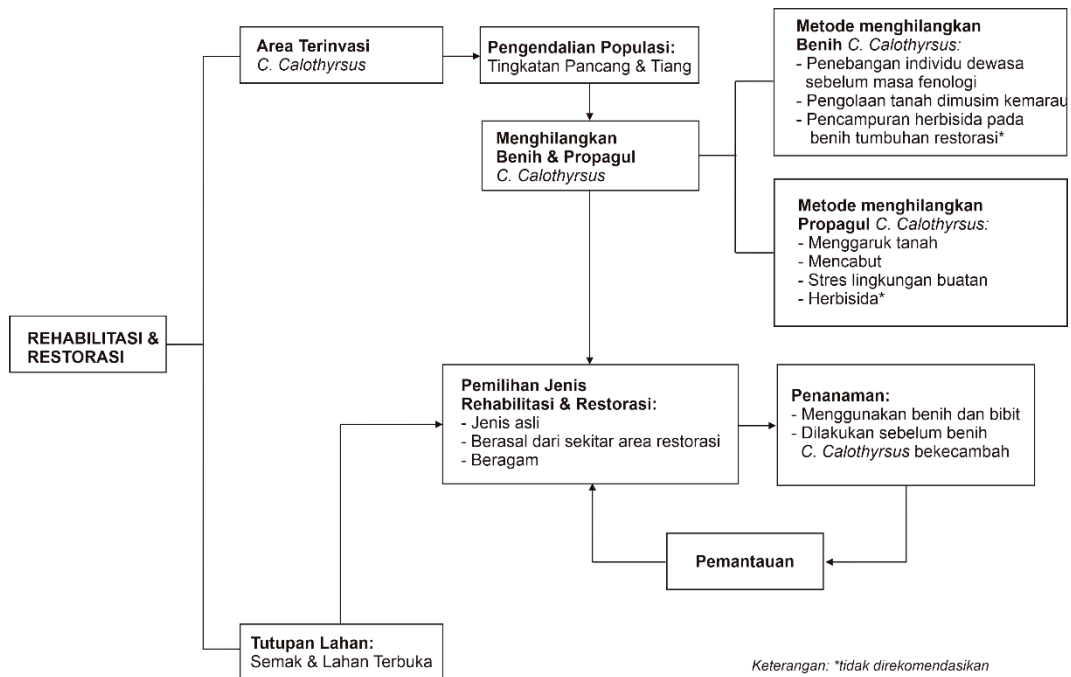 Area Terinvasi
C. Calothyrsus
Pengendalian Populasi:
Tingkatan Pancang & Tiang
Metode menghilangkan
Benih C. Calothyrsus:
- Penebangan individu dewasa
sebelum masa fenologi
- Pengolaan tanah dimusim kemarau
- Pencampuran herbisida pada
benih tumbuhan restorasi*
Menghilangkan
Benih & Propagul
C. Calothyrsus
Metode menghilangkan
Propagul C. Calothyrsus:
- Menggaruk tanah
- Mencabut
- Stres lingkungan buatan
- Herbisida*
REHABILITASI &
RESTORASI
Pemilihan Jenis
Rehabilitasi & Restorasi:
- Jenis asli
- Berasal dari sekitar area restorasi
- Beragam
Penanaman:
- Menggunakan benih dan bibit
- Dilakukan sebelum benih
C. Calothyrsus bekecambah
Pemantauan
Tutupan Lahan:
Semak & Lahan Terbuka
Keterangan: *tidak direkomendasikan